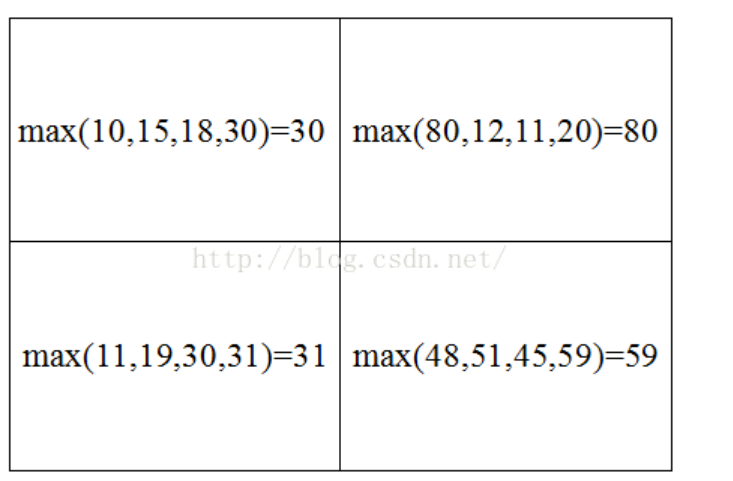 max(10,15,18,30)=30 max(80,12,11,20)=80
http://blog.csdn.net/
max(11,19,30,31)=31 max(48,51,45,59)=59